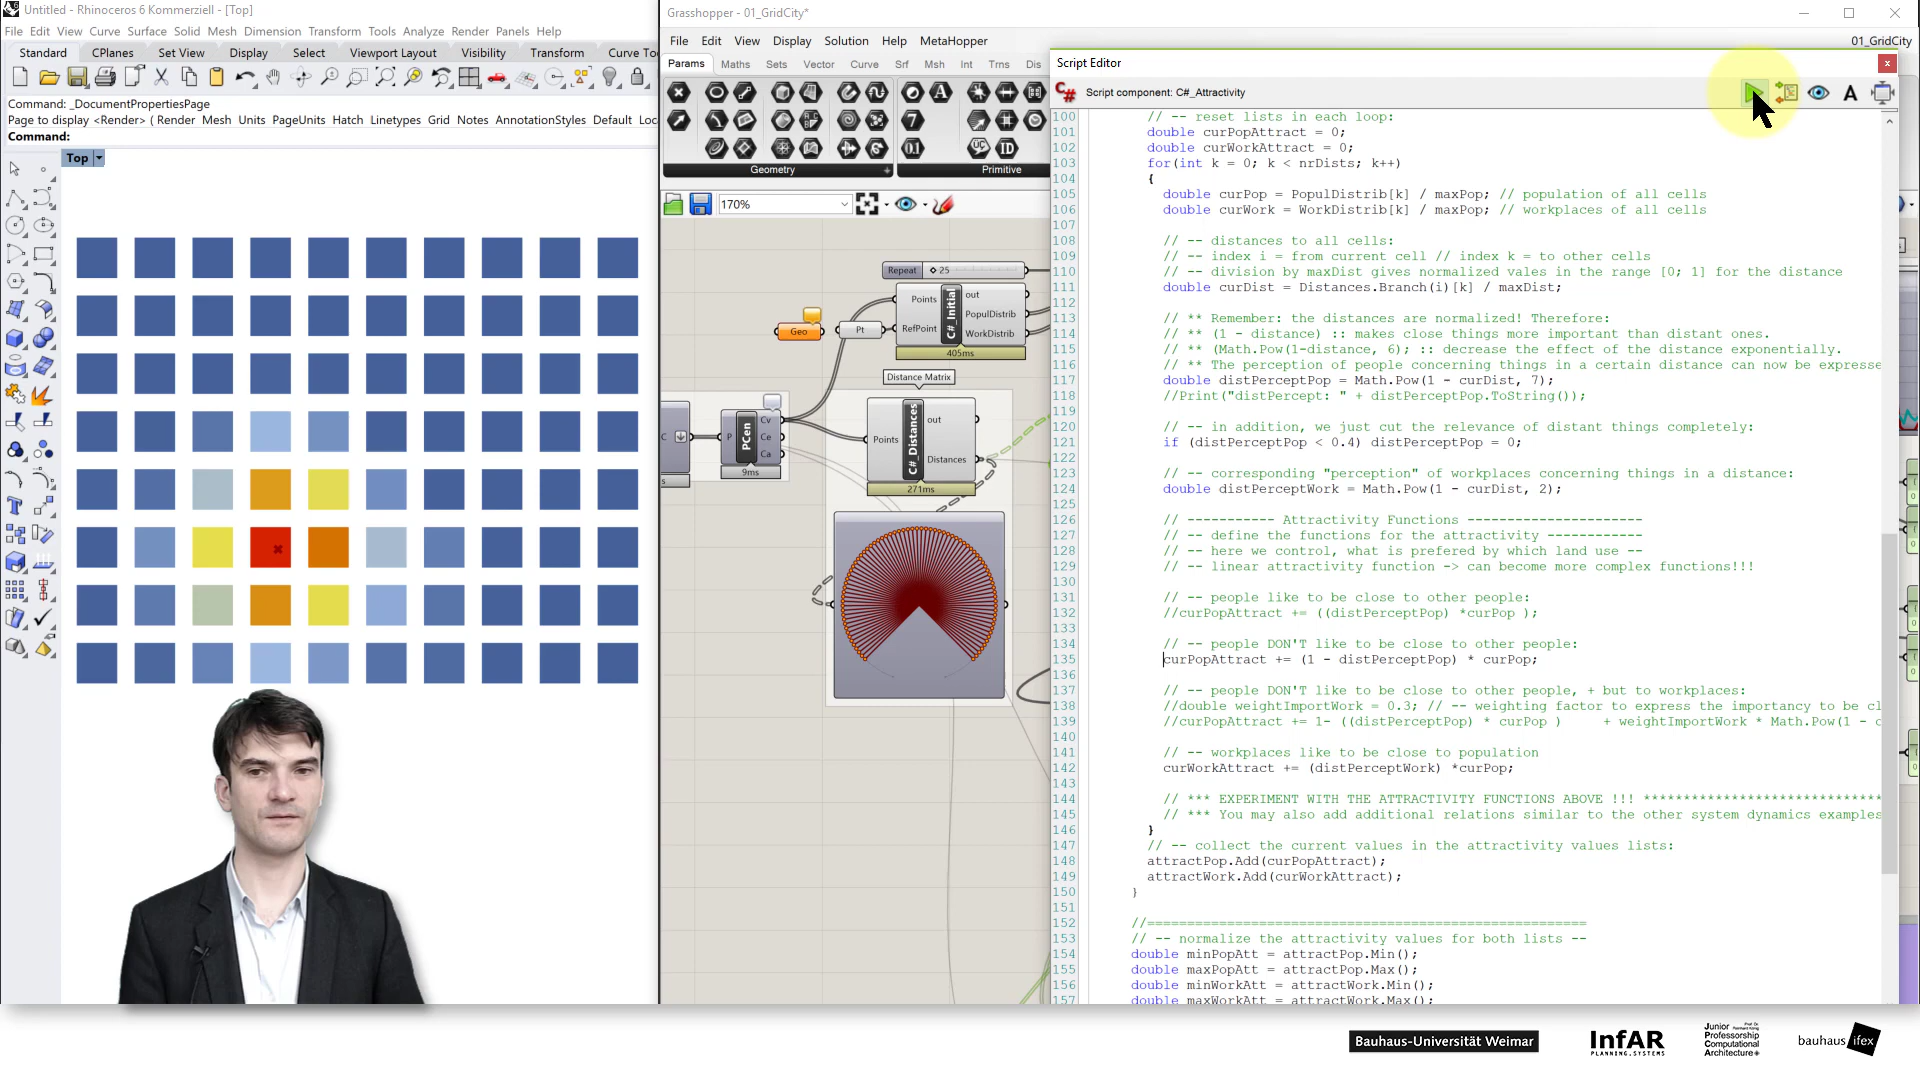 Untitled - Rhinoceros 6 Kommerziell - [Top]
File Edit View Curve Surface Solid Mesh Dimension Transform Tools Analyze Render Panels Help
Standard CPlanes Set View Display Select Viewport Layout Visibility Transform Curve To
Command: _DocumentPropertiesPage
Page to display <Render> ( Render Mesh Units PageUnits Hatch Linetypes Grid Notes AnnotationStyles Default Loc
Command:
Top
Grasshopper - 01_GridCity*
File Edit View Display Solution Help MetaHopper
01_GridCity
Params Maths Sets Vector Curve Srf Msh Int Trns Dis
Geometry
Primitive
170%
Repeat 25
Points
RefPoint
C#_Initial
out
PopulDistrib
WorkDistrib
405ms
Geo
Pt
Distance Matrix
C
P
PCen
Cv
Ce
Ca
9ms
Points
C#_Distances
out
Distances
271ms
Script Editor
Script component: C#_Attractivity
100 // -- reset lists in each loop:
101 double curPopAttract = 0;
102 double curWorkAttract = 0;
103 for(int k = 0; k < nrDists; k++)
104 {
105 double curPop = PopulDistrib[k] / maxPop; // population of all cells
106 double curWork = WorkDistrib[k] / maxPop; // workplaces of all cells
107
108 // -- distances to all cells:
109 // -- index i = from current cell // index k = to other cells
110 // -- division by maxDist gives normalized vales in the range [0; 1] for the distance
111 double curDist = Distances.Branch(i)[k] / maxDist;
112
113 // ** Remember: the distances are normalized! Therefore:
114 // ** (1 - distance) :: makes close things more important than distant ones.
115 // ** (Math.Pow(1-distance, 6); :: decrease the effect of the distance exponentially.
116 // ** The perception of people concerning things in a certain distance can now be expresse
117 double distPerceptPop = Math.Pow(1 - curDist, 7);
118 //Print("distPercept: " + distPerceptPop.ToString());
119
120 // -- in addition, we just cut the relevance of distant things completely:
121 if (distPerceptPop < 0.4) distPerceptPop = 0;
122
123 // -- corresponding "perception" of workplaces concerning things in a distance:
124 double distPerceptWork = Math.Pow(1 - curDist, 2);
125
126 // ---------- Attractivity Functions ----------------------
127 // -- define the functions for the attractivity ------------
128 // -- here we control, what is prefered by which land use --
129 // -- linear attractivity function -> can become more complex functions!!!
130
131 // -- people like to be close to other people:
132 //curPopAttract += ((distPerceptPop) *curPop );
133
134 // -- people DON'T like to be close to other people:
135 curPopAttract += (1 - distPerceptPop) * curPop;
136
137 // -- people DON'T like to be close to other people, + but to workplaces:
138 //double weightImportWork = 0.3; // -- weighting factor to express the importancy to be cl
139 //curPopAttract += 1- ((distPerceptPop) * curPop ) + weightImportWork * Math.Pow(1 - c
140
141 // -- workplaces like to be close to population
142 curWorkAttract += (distPerceptWork) *curPop;
143
144 // *** EXPERIMENT WITH THE ATTRACTIVITY FUNCTIONS ABOVE !!! ******************************
145 // *** You may also add additional relations similar to the other system dynamics examples
146 }
147 // -- collect the current values in the attractivity values lists:
148 attractPop.Add(curPopAttract);
149 attractWork.Add(curWorkAttract);
150 }
151
152 //=========================================================
153 // -- normalize the attractivity values for both lists --
154 double minPopAtt = attractPop.Min();
155 double maxPopAtt = attractPop.Max();
156 double minWorkAtt = attractWork.Min();
157 double maxWorkAtt = attractWork.Max();
Bauhaus-Universität Weimar
InfAR
PLANNING.SYSTEMS
Junior
Professorship
Computational
Architecture
bauhaus ifex